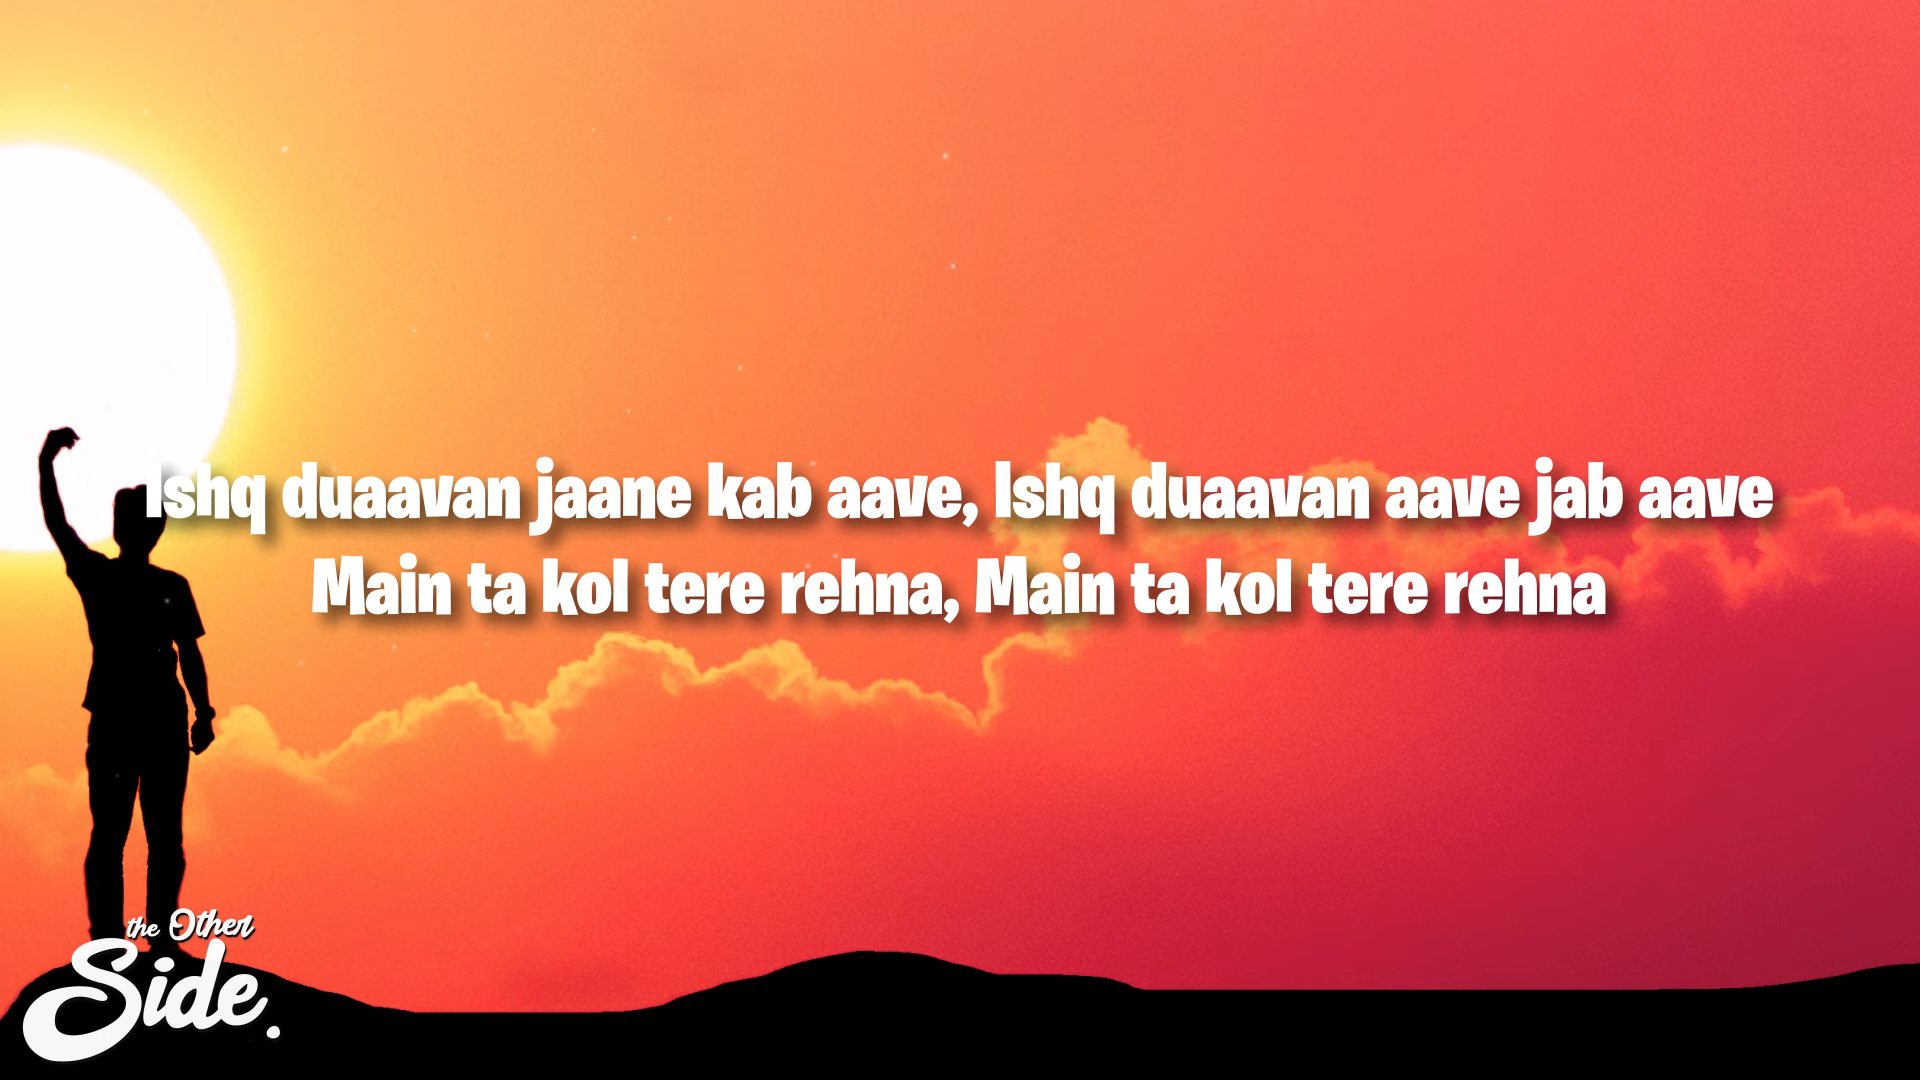 Ishq duaavan jaane kab aave, Ishq duaavan aave jab aave
Main ta kol tere rehna, Main ta kol tere rehna
the Other
Side.